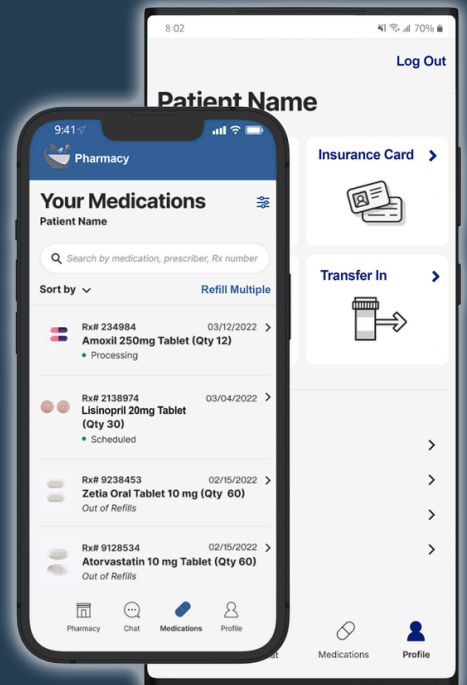 8:02
70%
Log Out
Patient Name
Insurance Card
Transfer In
Medications
Profile
9:41
Pharmacy
Your Medications
Patient Name
Search by medication, prescriber, Rx number
Sort by
Refill Multiple
Rx# 234984 03/12/2022
Amoxil 250mg Tablet (Qty 12)
Processing
Rx# 2138974 03/04/2022
Lisinopril 20mg Tablet
(Qty 30)
Scheduled
Rx# 9238453 02/15/2022
Zetia Oral Tablet 10 mg (Qty 60)
Out of Refills
Rx# 9128534 02/15/2022
Atorvastatin 10 mg Tablet (Qty 60)
Out of Refills
Pharmacy Chat Medications Profile